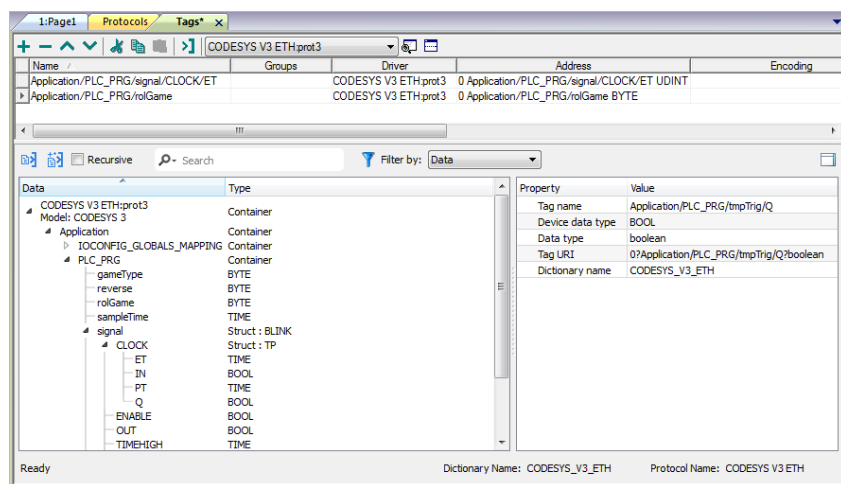 1:Page1 Protocols Tags* x
CODESYS V3 ETH:prot3
Name Groups Driver Address Encoding
Application/PLC_PRG/signal/CLOCK/ET CODESYS V3 ETH:prot3 0 Application/PLC_PRG/signal/CLOCK/ET UDINT
Application/PLC_PRG/rolGame CODESYS V3 ETH:prot3 0 Application/PLC_PRG/rolGame BYTE
Recursive Search Filter by: Data
Data Type Property Value
CODESYS V3 ETH:prot3
Model: CODESYS 3 Container
Application Container
IOCONFIG_GLOBALS_MAPPING Container
PLC_PRG Container
gameType BYTE
reverse BYTE
rolGame BYTE
sampleTime TIME
signal Struct : BLINK
CLOCK Struct : TP
ET TIME
IN BOOL
PT TIME
Q BOOL
ENABLE BOOL
OUT BOOL
TIMEHIGH TIME
Tag name Application/PLC_PRG/tmpTrig/Q
Device data type BOOL
Data type boolean
Tag URI 0?Application/PLC_PRG/tmpTrig/Q?boolean
Dictionary name CODESYS_V3_ETH
Ready Dictionary Name: CODESYS_V3_ETH Protocol Name: CODESYS V3 ETH